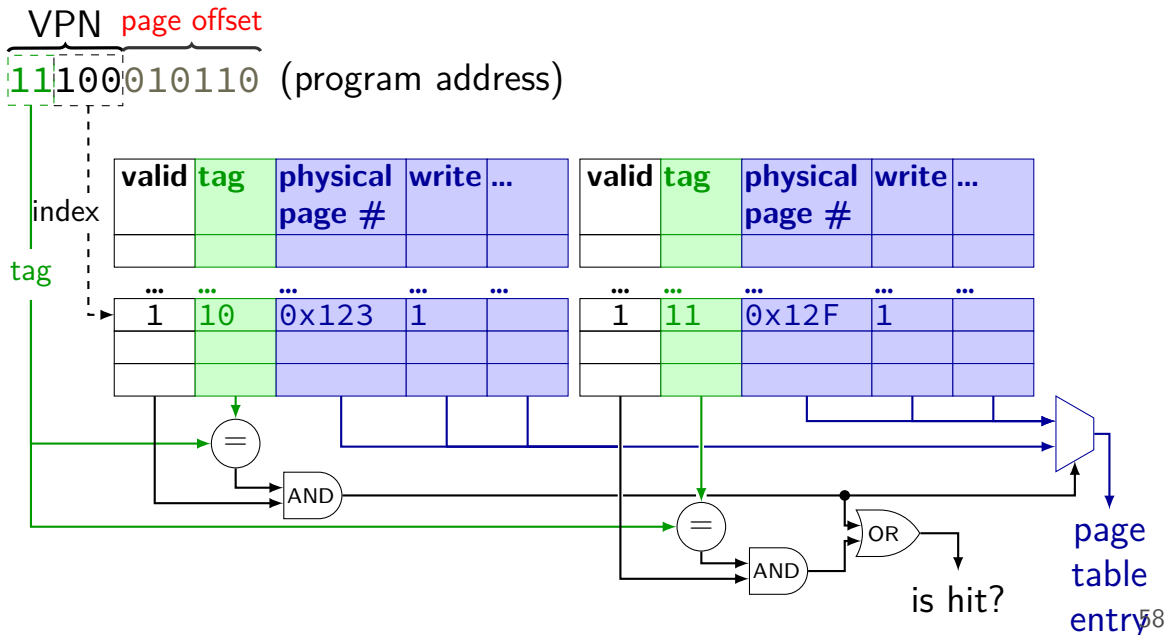 VPN page offset
11100010110 (program address)
valid tag physical page # write ... valid tag physical page # write ...
index
tag
... ... ... ... ... ... ... ... ... ...
1 10 0x123 1 1 11 0x12F 1
=
AND
=
OR
AND
is hit?
page
table
entry
58